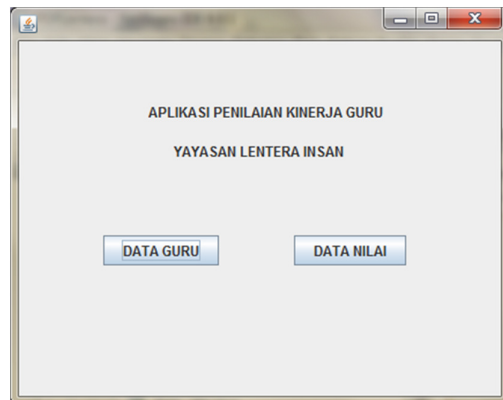 APLIKASI PENILAIAN KINERJA GURU
YAYASAN LENTERA INSAN
DATA GURU
DATA NILAI